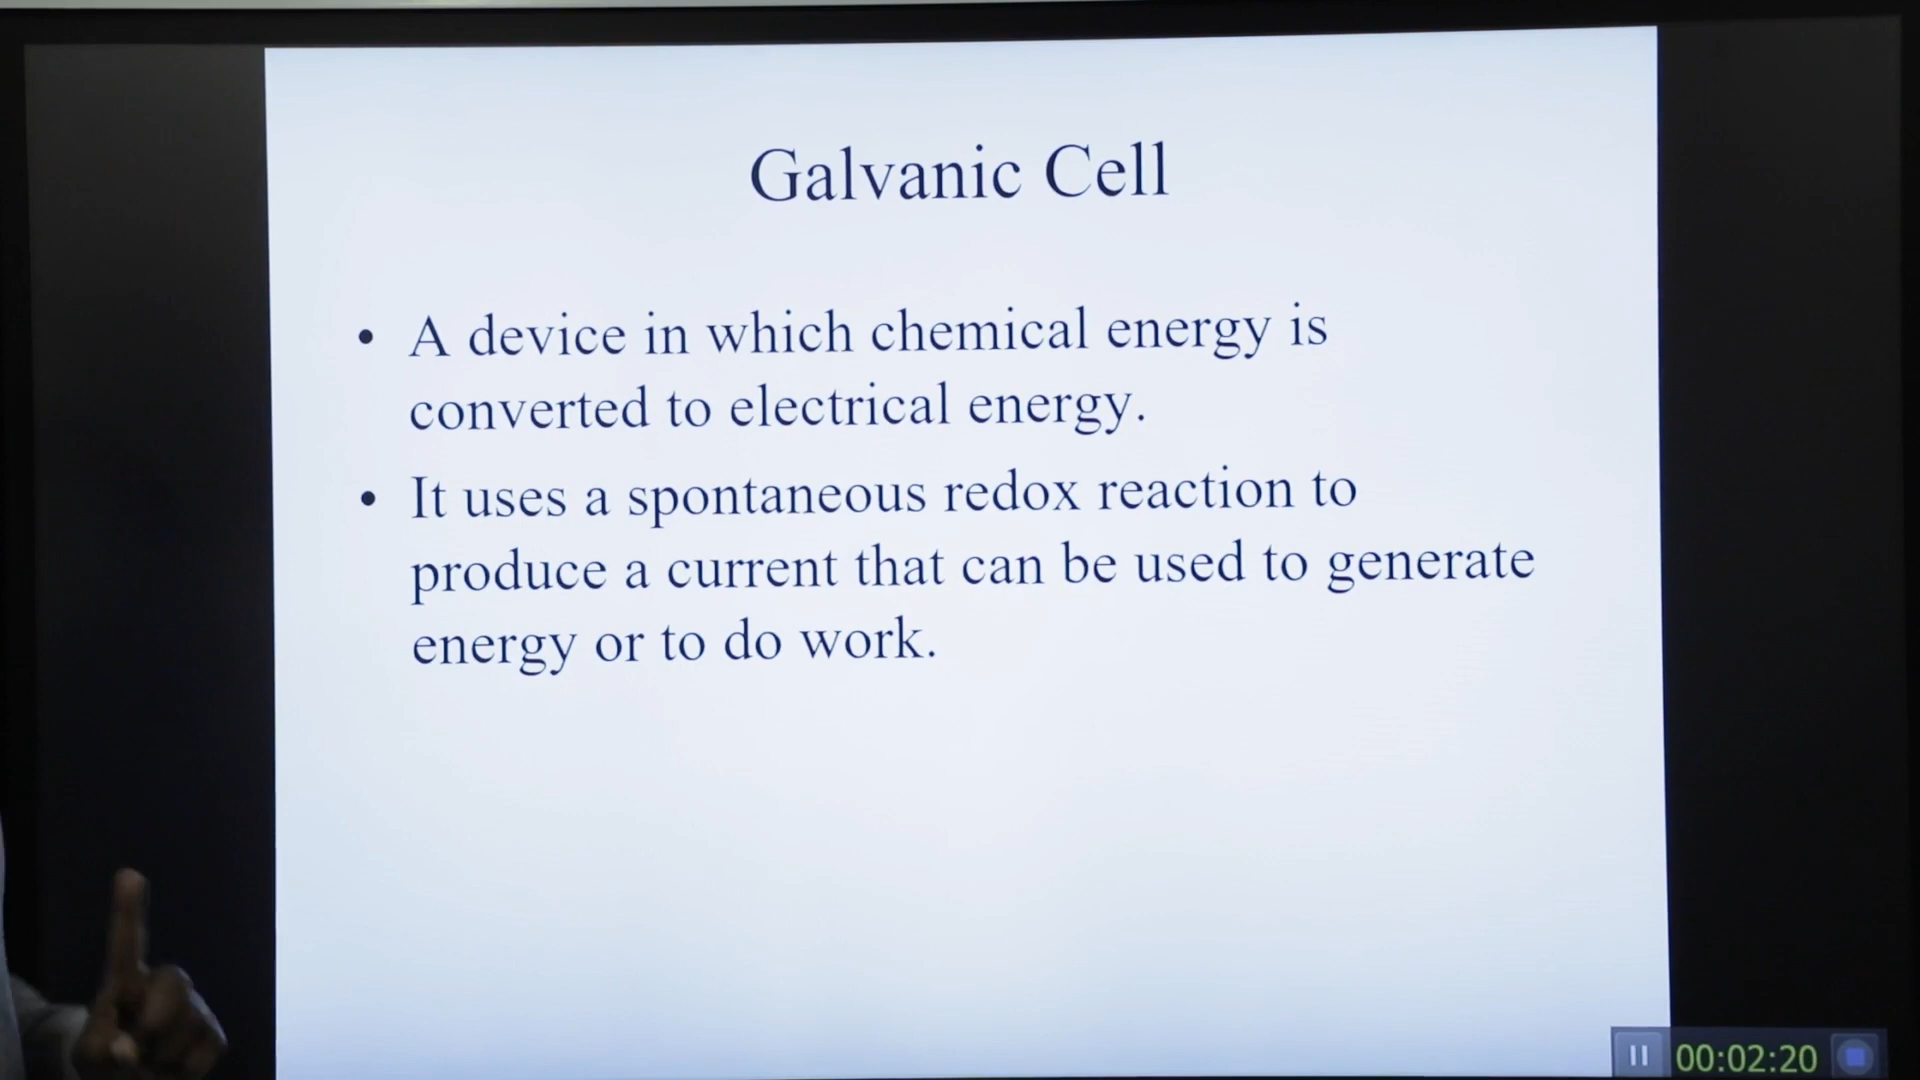 Galvanic Cell
• A device in which chemical energy is
converted to electrical energy.
• It uses a spontaneous redox reaction to
produce a current that can be used to generate
energy or to do work.
00:02:20